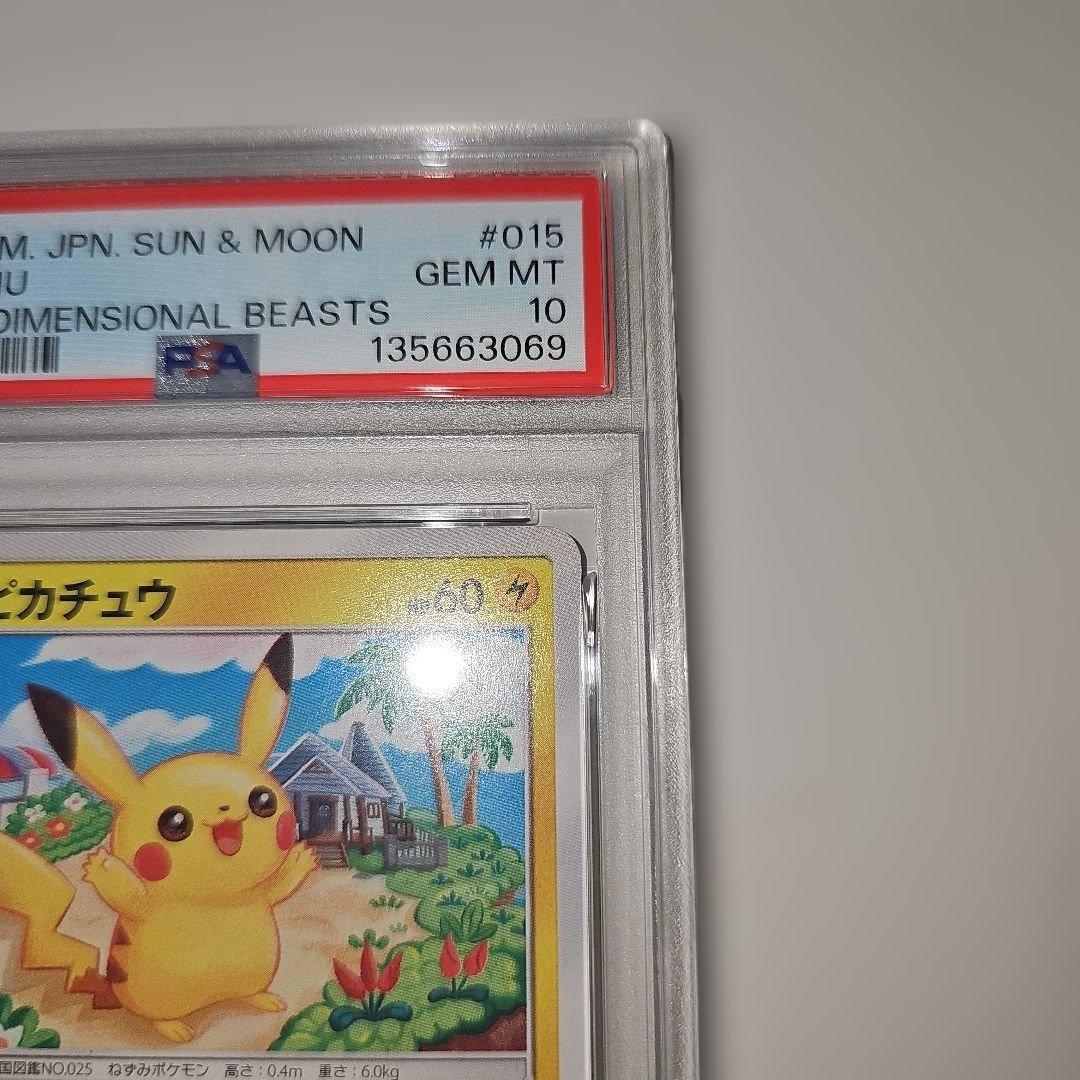 M. JPN. SUN & MOON #015
IU GEM MT
DIMENSIONAL BEASTS 10
PSA 135663069
ピカチュウ HP60
国図鑑NO.025 ねずみポケモン 高さ:0.4m 重さ:6.0kg